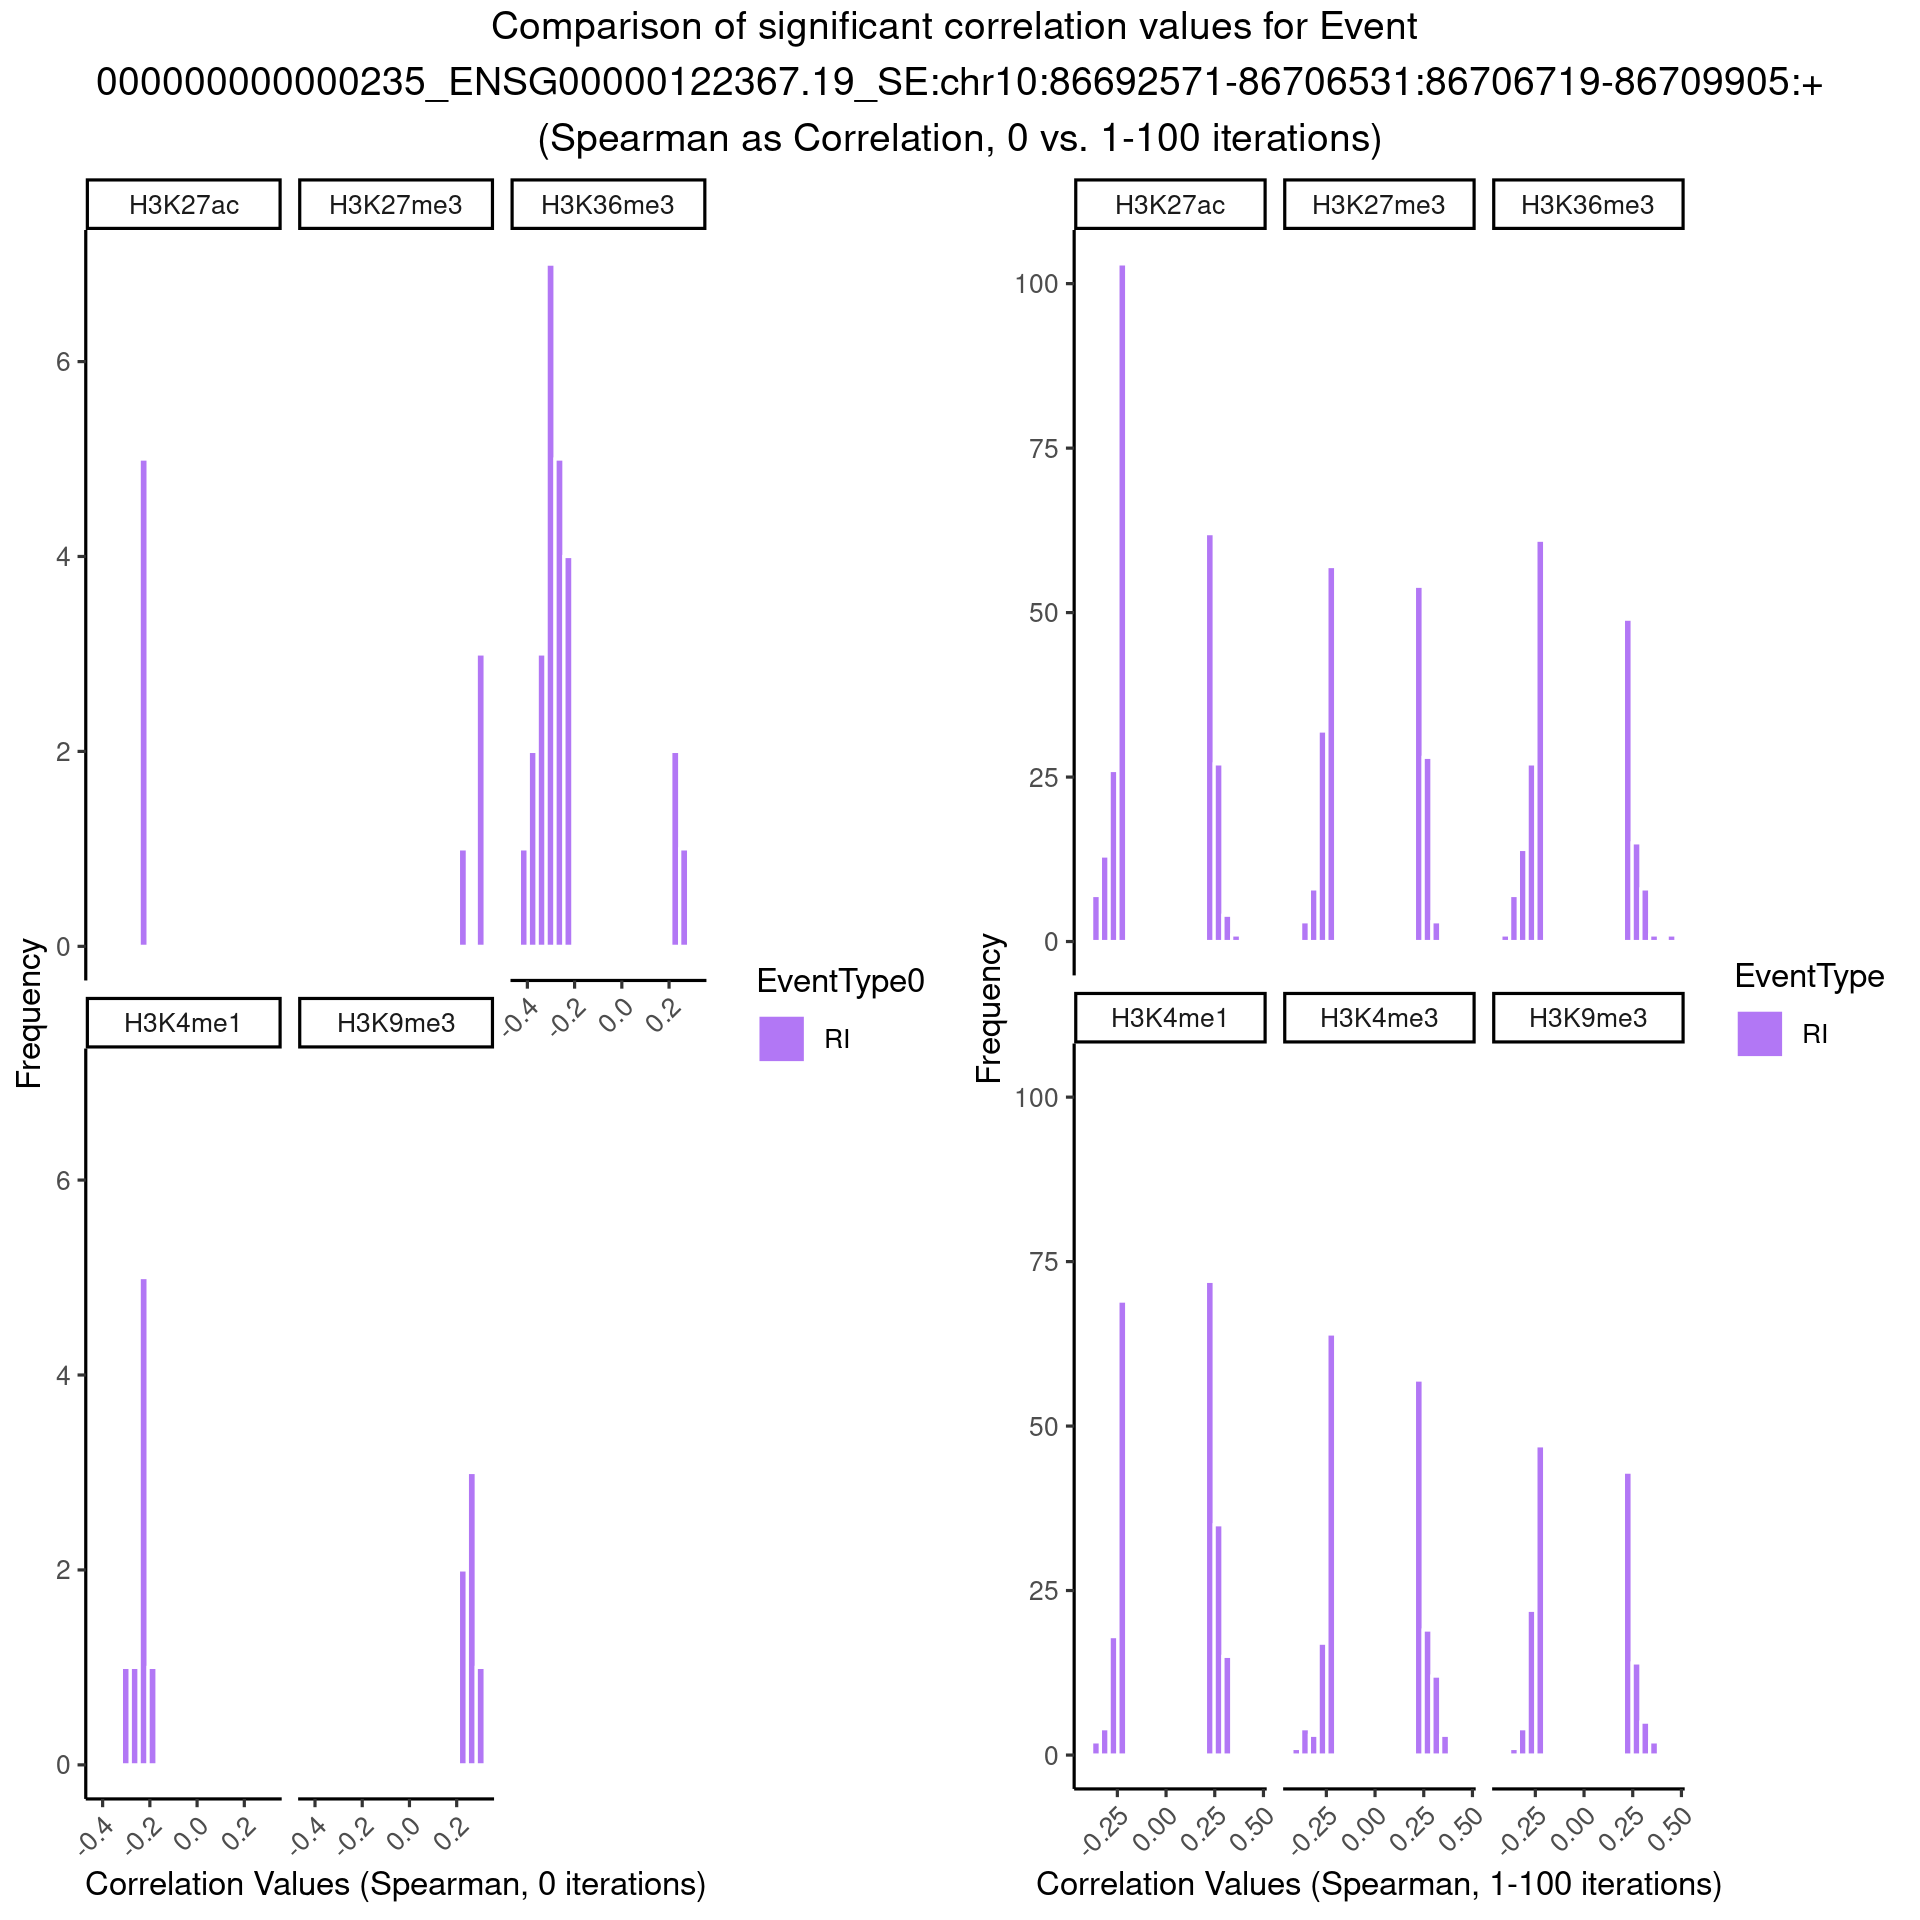 Comparison of significant correlation values for Event
000000000000235_ENSG00000122367.19_SE:chr10:86692571-86706531:86706719-86709905:+
(Spearman as Correlation, 0 vs. 1-100 iterations)
H3K27ac
H3K27me3
H3K36me3
6
4
2
0
-0.4
-0.2
0.0
0.2
H3K4me1
H3K9me3
6
4
2
0
-0.4
-0.2
0.0
0.2
-0.4
-0.2
0.0
0.2
Frequency
Correlation Values (Spearman, 0 iterations)
EventType0
RI
H3K27ac
H3K27me3
H3K36me3
100
75
50
25
0
H3K4me1
H3K4me3
H3K9me3
100
75
50
25
0
-0.25
0.00
0.25
0.50
-0.25
0.00
0.25
0.50
-0.25
0.00
0.25
0.50
Frequency
Correlation Values (Spearman, 1-100 iterations)
EventType
RI